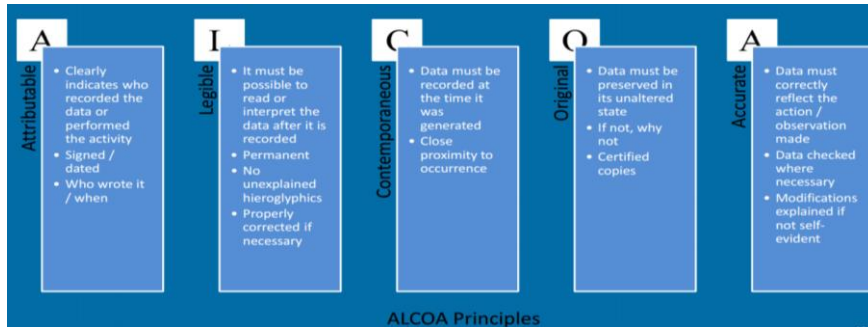 A
Attributable
• Clearly
indicates who
recorded the
data or
performed
the activity
• Signed /
dated
• Who wrote it
/ when
L
Legible
• It must be
possible to
read or
interpret the
data after it is
recorded
• Permanent
• No
unexplained
hieroglyphics
• Properly
corrected if
necessary
C
Contemporaneous
• Data must be
recorded at
the time it
was
generated
• Close
proximity to
occurrence
O
Original
• Data must be
preserved in
its unaltered
state
• If not, why
not
• Certified
copies
A
Accurate
• Data must
correctly
reflect the
action /
observation
made
• Data checked
where
necessary
• Modifications
explained if
not self-
evident
ALCOA Principles